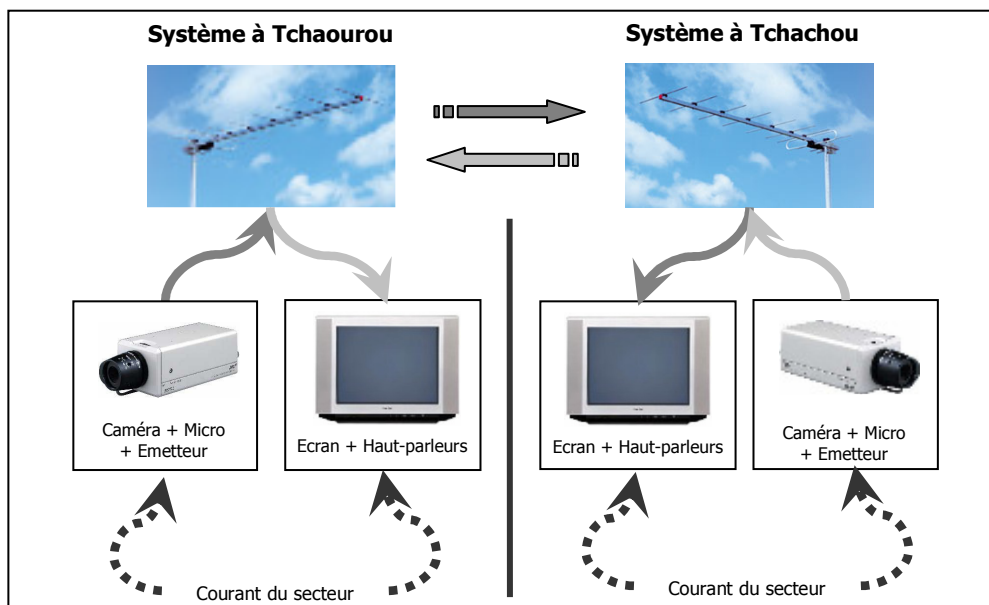 Système à Tchaourou
Système à Tchachou
Caméra + Micro
+ Emetteur
Ecran + Haut-parleurs
Ecran + Haut-parleurs
Caméra + Micro
+ Emetteur
Courant du secteur
Courant du secteur